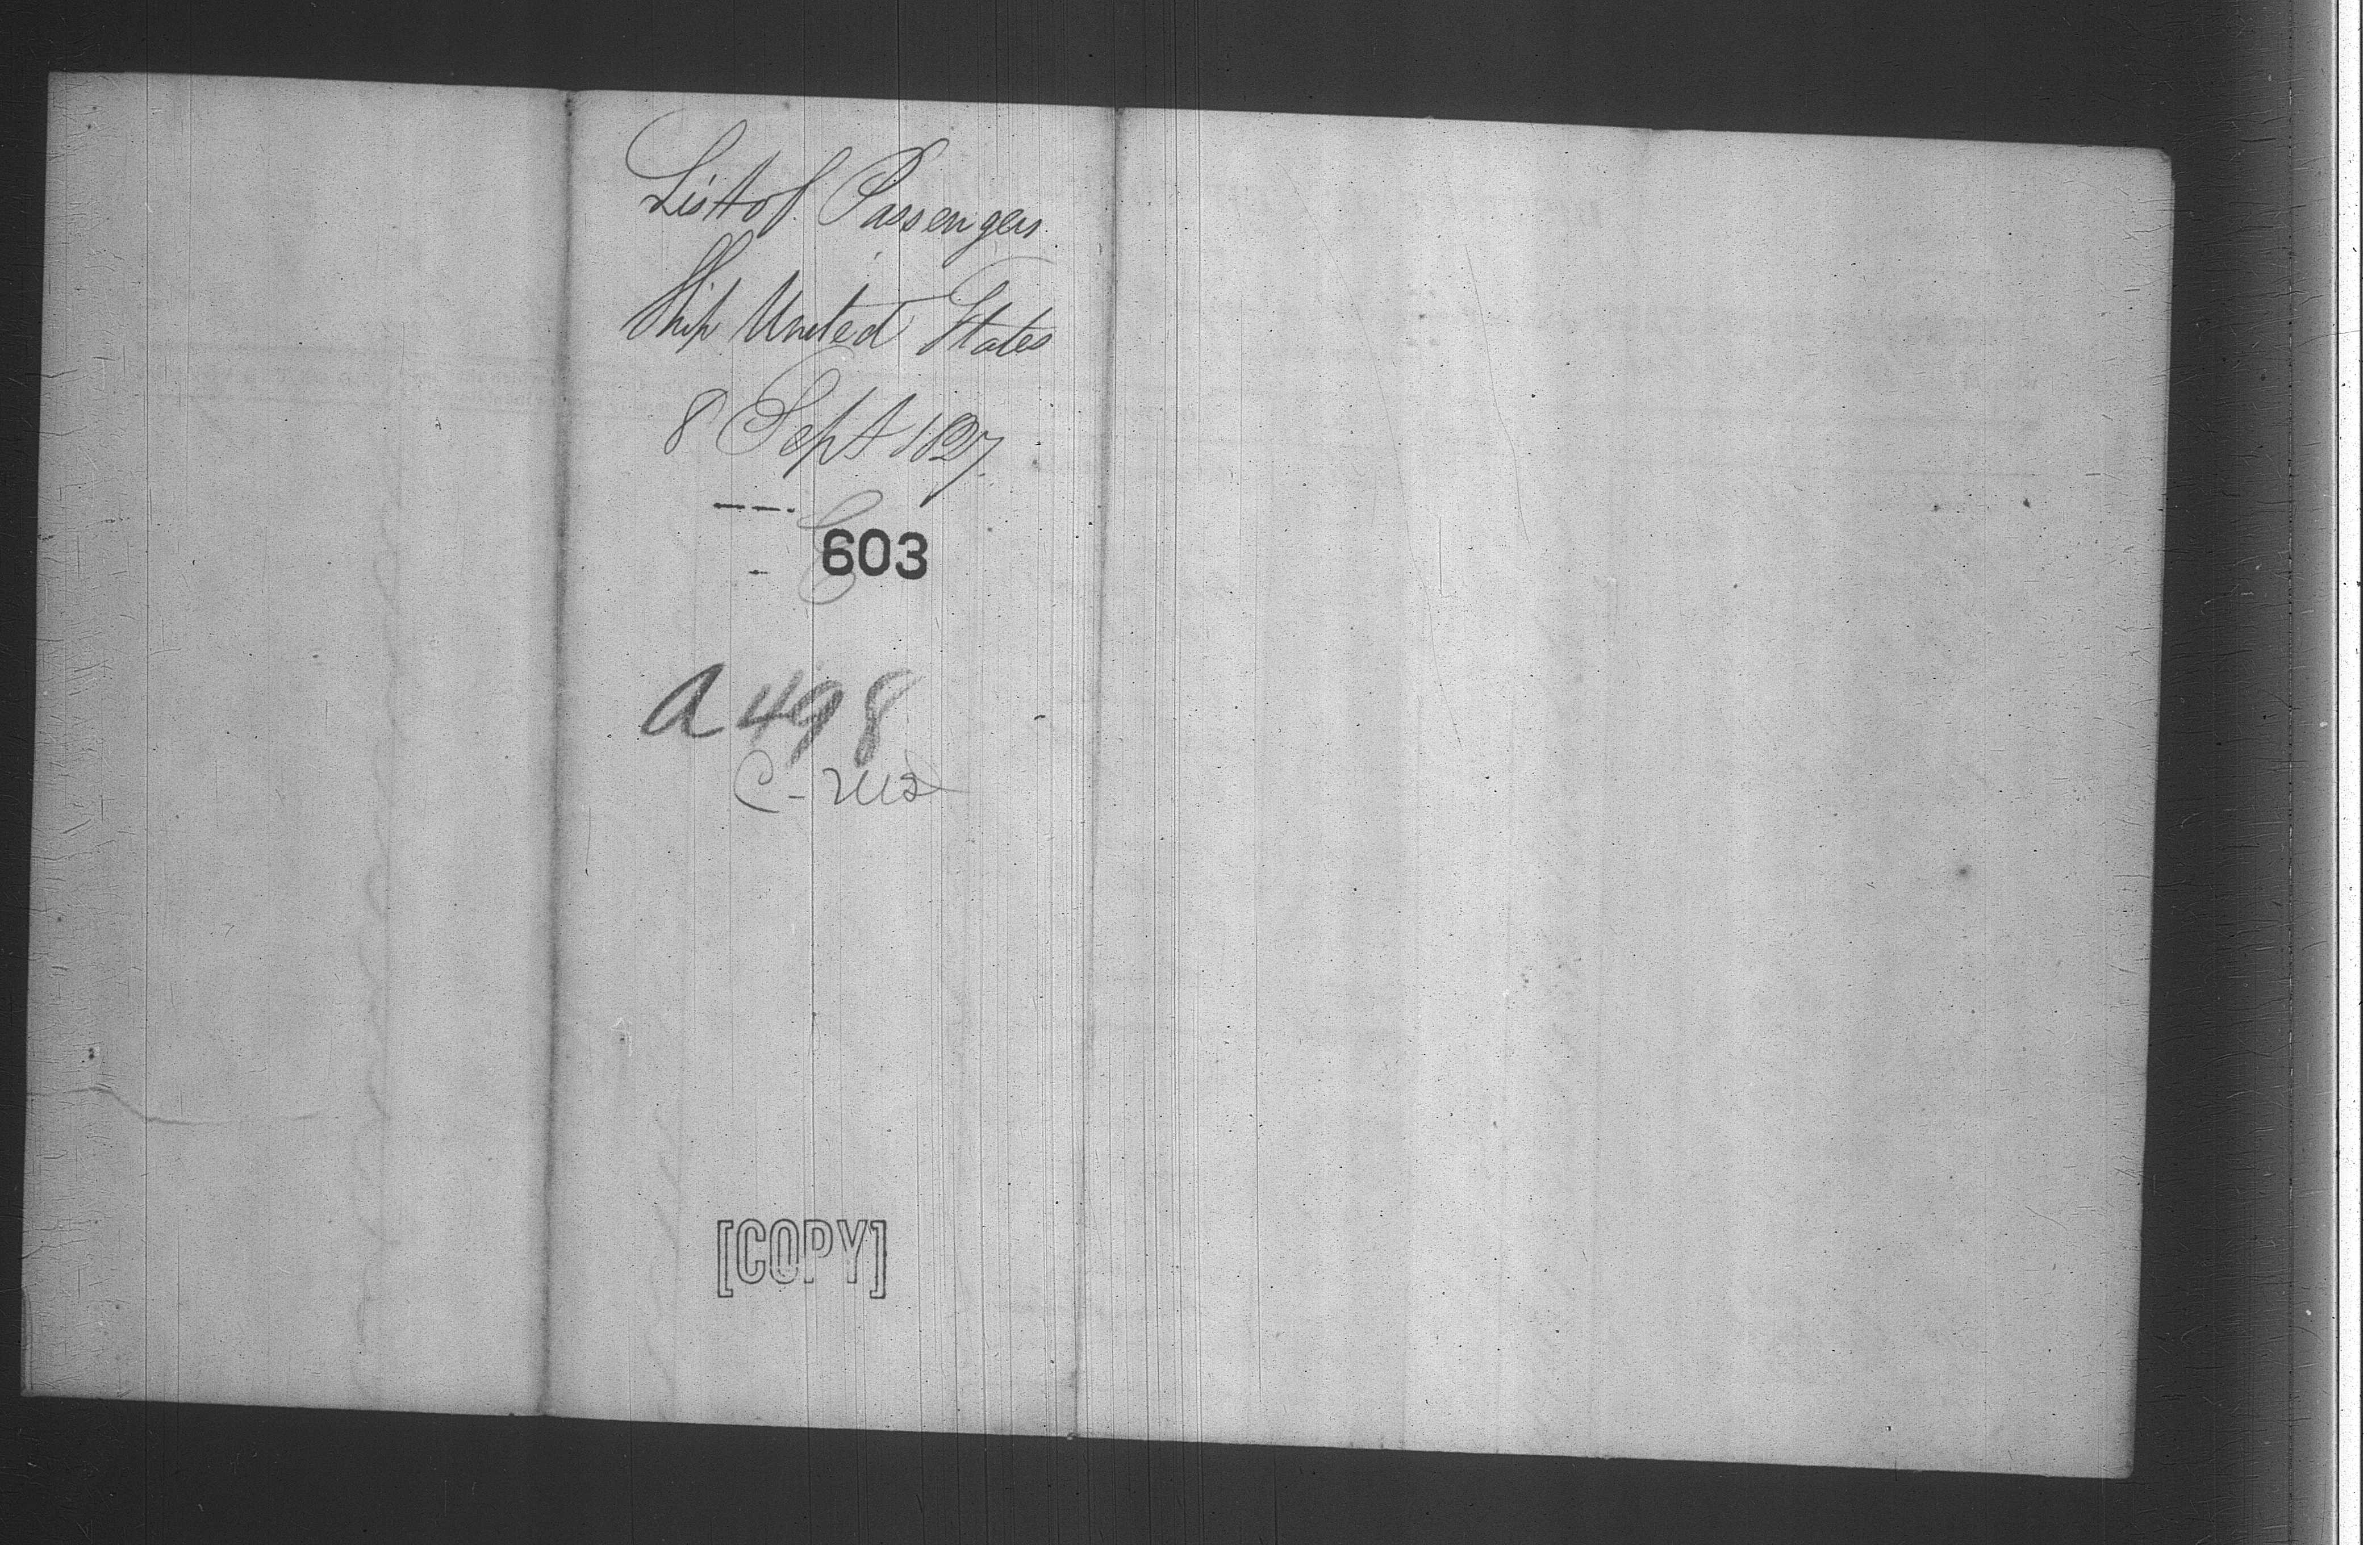 List of Passengers
Ship United States
8 Sept 1827.
603
A 498
[COPY]